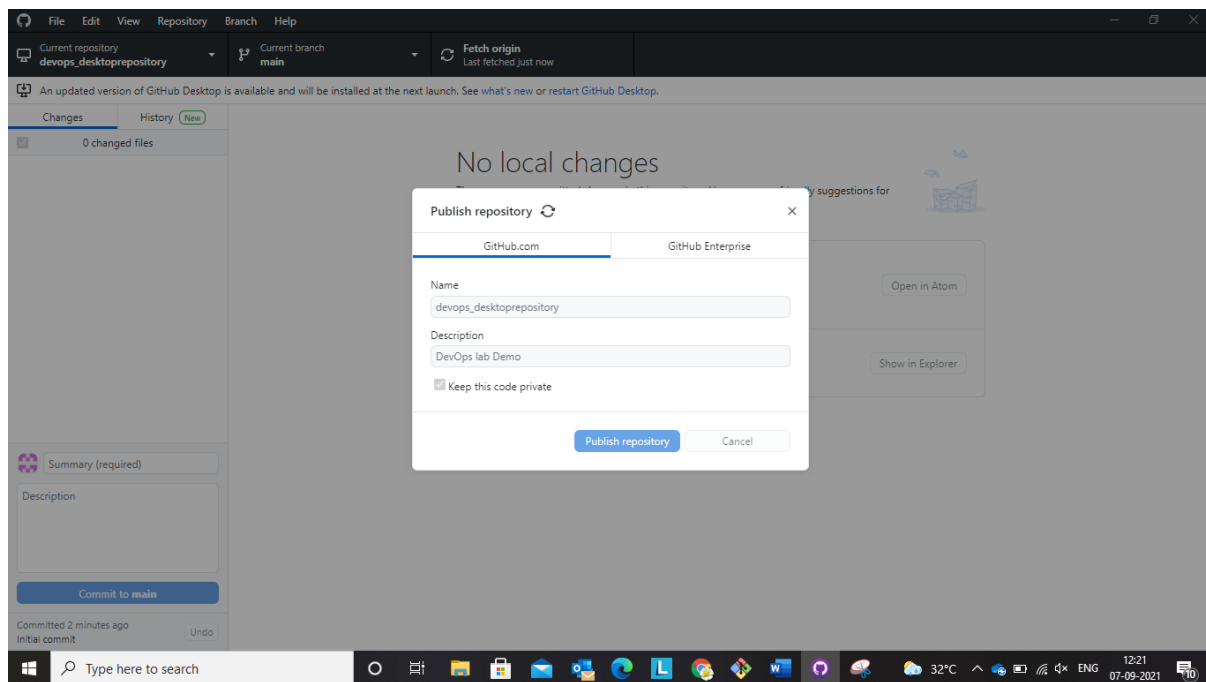 File Edit View Repository Branch Help
Current repository
devops_desktoprepository
Current branch
main
Fetch origin
Last fetched just now
An updated version of GitHub Desktop is available and will be installed at the next launch. See what's new or restart GitHub Desktop.
Changes
History New
0 changed files
No local changes
ly suggestions for
Publish repository
GitHub.com
GitHub Enterprise
Name
devops_desktoprepository
Description
DevOps lab Demo
Keep this code private
Publish repository
Cancel
Open in Atom
Show in Explorer
Summary (required)
Description
Commit to main
Committed 2 minutes ago
Initial commit
Undo
Type here to search
L
W
32°C
ENG
12:21
07-09-2021
10